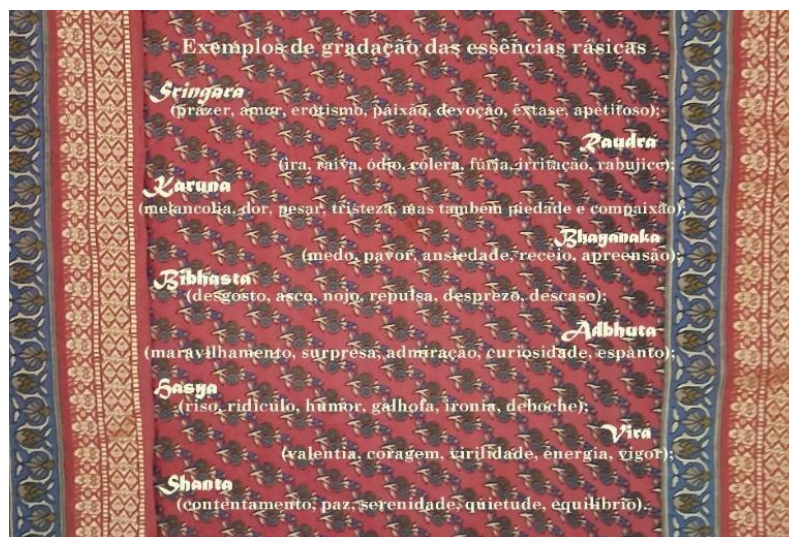 Exemplos de gradação das essências rásicas
Sringara
(prazer, amor, erotismo, paixão, devoção, êxtase, apetitoso);
Raudra
(ira, raiva, ódio, cólera, fúria, irritação, rabujice);
Karuna
(melancolia, dor, pesar, tristeza, mas também piedade e compaixão);
Bhayanaka
(medo, pavor, ansiedade, receio, apreensão);
Bibhasta
(desgosto, asco, nojo, repulsa, desprezo, descaso);
Adbhuta
(maravilhamento, surpresa, admiração, curiosidade, espanto);
Hasya
(riso, ridículo, humor, galhofa, ironia, deboche);
Vira
(valentia, coragem, virilidade, energia, vigor);
Shanta
(contentamento, paz, serenidade, quietude, equilíbrio).